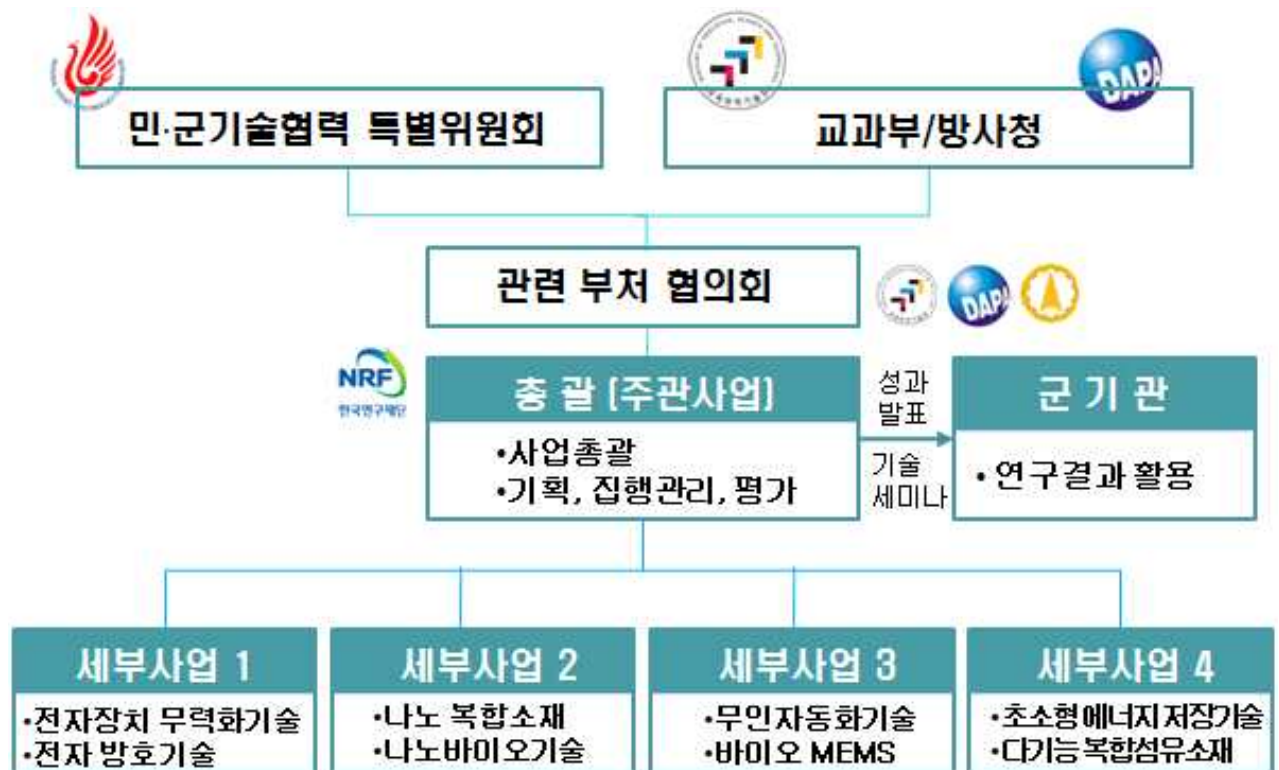 민·군기술협력 특별위원회
교과부/방사청
DAPA
관련 부처 협의회
DAPA
NRF
한국연구재단
총 괄 [주관사업]
•사업총괄
•기획, 집행관리, 평가
성과
발표
기술
세미나
군 기 관
• 연구결과 활용
세부사업 1
•전자장치 무력화기술
•전자 방호기술
세부사업 2
•나노 복합소재
•나노바이오기술
세부사업 3
•무인자동화기술
•바이오 MEMS
세부사업 4
•초소형에너지저장기술
•다기능복합섬유소재